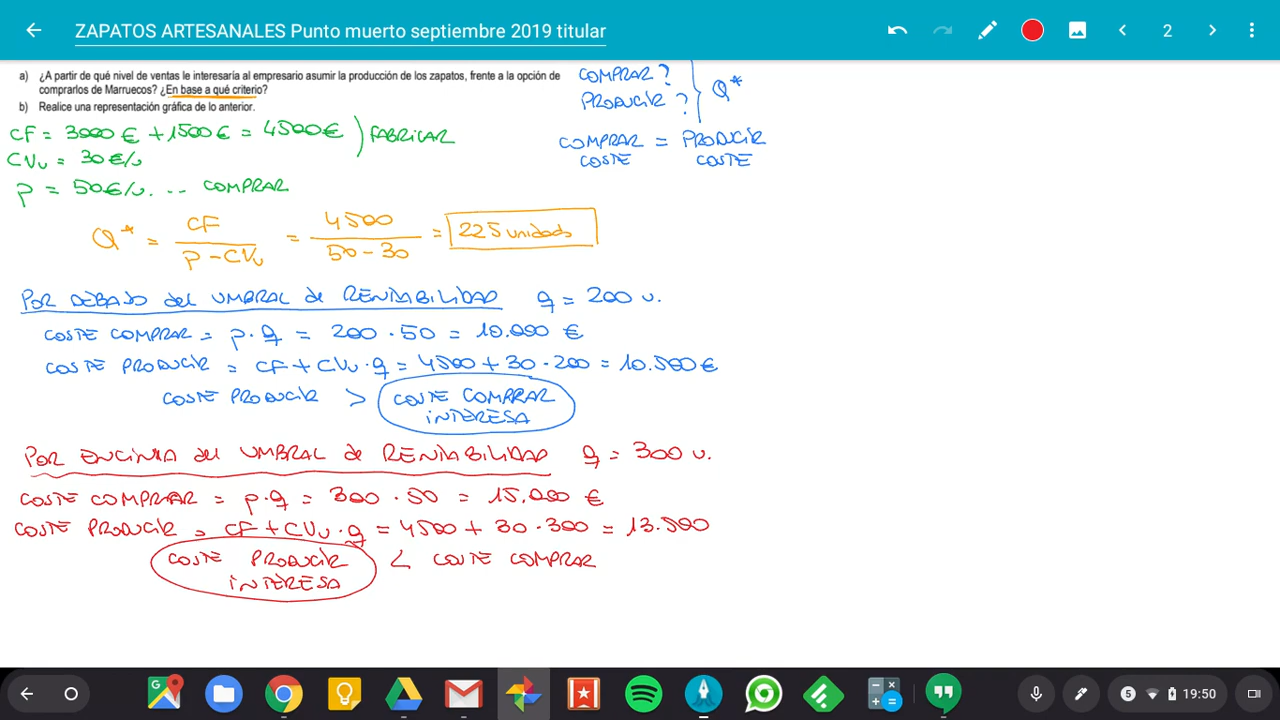 ZAPATOS ARTESANALES Punto muerto septiembre 2019 titular
2
a) ¿A partir de qué nivel de ventas le interesaría al empresario asumir la producción de los zapatos, frente a la opción de
comprarlos de Marruecos? ¿En base a qué criterio?
b) Realice una representación gráfica de lo anterior.
COMPRAR?
PRODUCIR?
Q*
COMPRAR = PRODUCIR
COSTE COSTE
CF = 3000 € + 1500 € = 4500 €
CVu = 30 €/u
FABRICAR
P = 50 €/u. ... COMPRAR
Q* = CF / P - CVu = 4500 / 50 - 30 = 225 unidades
POR DEBAJO del UMBRAL de RENTABILIDAD q = 200 u.
COSTE COMPRAR = p·q = 200 · 50 = 10.000 €
COSTE PRODUCIR = CF + CVu · q = 4500 + 30 · 200 = 10.500 €
COSTE PRODUCIR > COSTE COMPRAR
INTERESA
POR ENCIMA del UMBRAL de RENTABILIDAD q = 300 u.
COSTE COMPRAR = p·q = 300 · 50 = 15.000 €
COSTE PRODUCIR = CF + CVu · q = 4500 + 30 · 300 = 13.500
COSTE PRODUCIR < COSTE COMPRAR
INTERESA
5
19:50